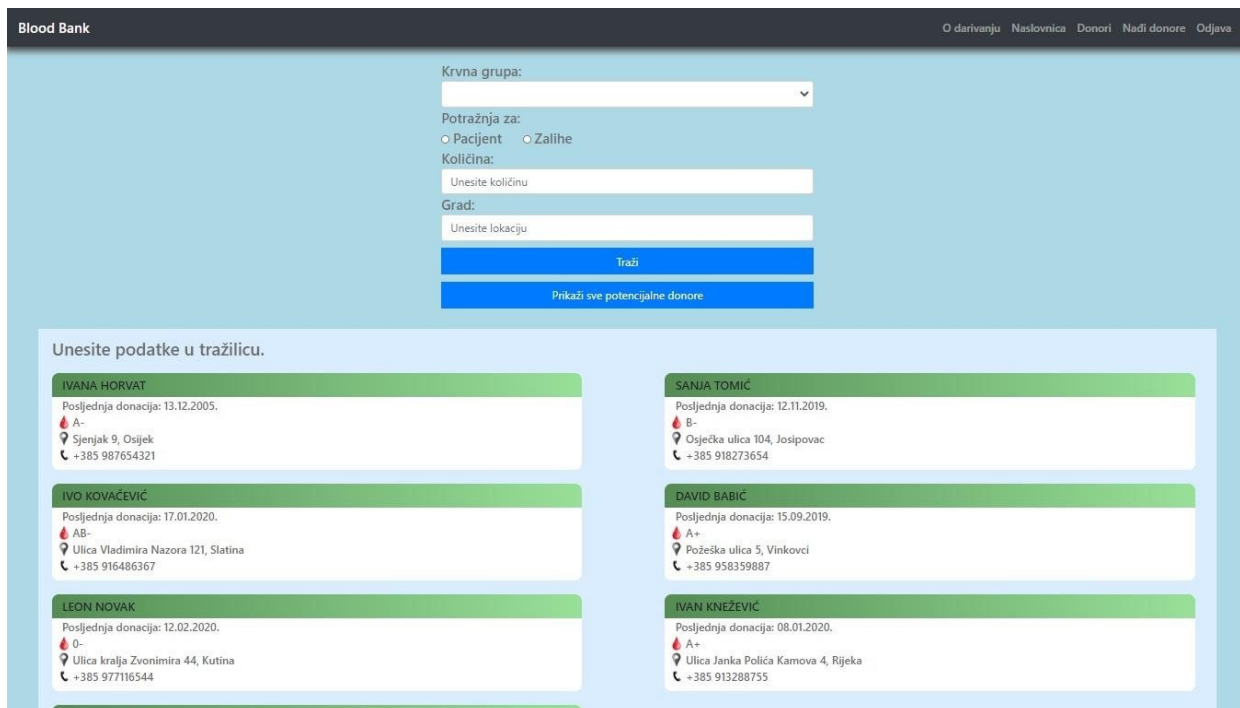 Blood Bank
O darivanju Naslovnica Donori Nađi donore Odjava
Krvna grupa:
Potražnja za:
Pacijent Zalihe
Količina:
Unesite količinu
Grad:
Unesite lokaciju
Traži
Prikaži sve potencijalne donore
Unesite podatke u tražilicu.
IVANA HORVAT
Posljednja donacija: 13.12.2005.
A-
Sjenjak 9, Osijek
+385 987654321
SANJA TOMIĆ
Posljednja donacija: 12.11.2019.
B-
Osječka ulica 104, Josipovac
+385 918273654
IVO KOVAČEVIĆ
Posljednja donacija: 17.01.2020.
AB-
Ulica Vladimira Nazora 121, Slatina
+385 916486367
DAVID BABIĆ
Posljednja donacija: 15.09.2019.
A+
Požeška ulica 5, Vinkovci
+385 958359887
LEON NOVAK
Posljednja donacija: 12.02.2020.
0-
Ulica kralja Zvonimira 44, Kutina
+385 977116544
IVAN KNEŽEVIĆ
Posljednja donacija: 08.01.2020.
A+
Ulica Janka Polića Kamova 4, Rijeka
+385 913288755